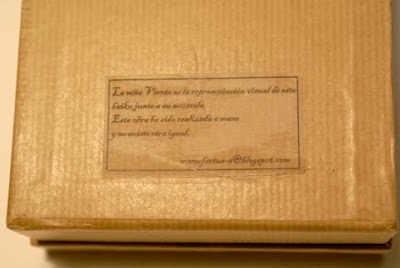 La niña Viento es la representación visual de este
haiku junto a su acuarela.
Esta obra ha sido realizada a mano
y no existe otra igual.